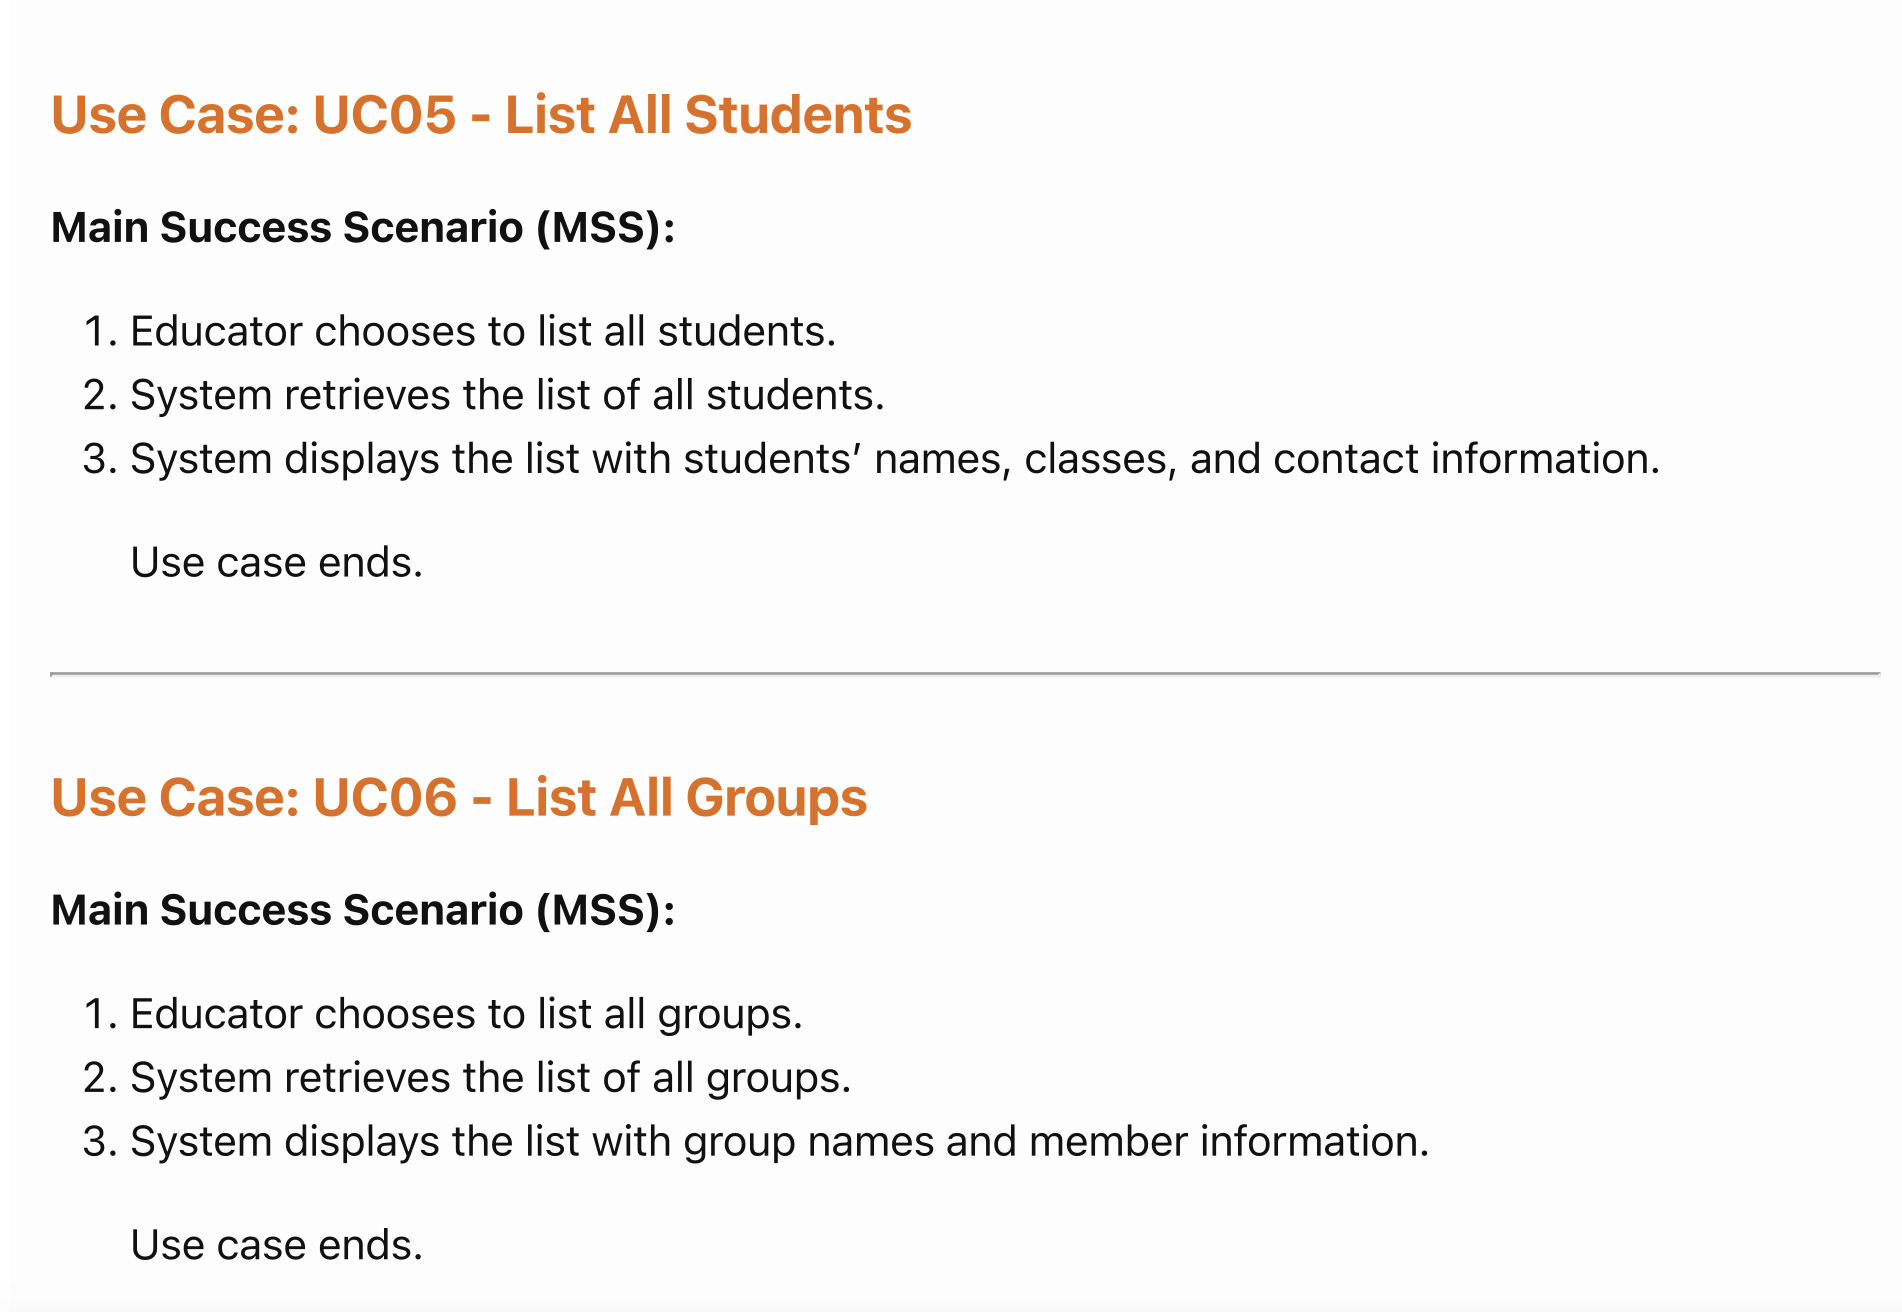 Use Case: UC05 - List All Students
Main Success Scenario (MSS):
1. Educator chooses to list all students.
2. System retrieves the list of all students.
3. System displays the list with students’ names, classes, and contact information.
Use case ends.
Use Case: UC06 - List All Groups
Main Success Scenario (MSS):
1. Educator chooses to list all groups.
2. System retrieves the list of all groups.
3. System displays the list with group names and member information.
Use case ends.